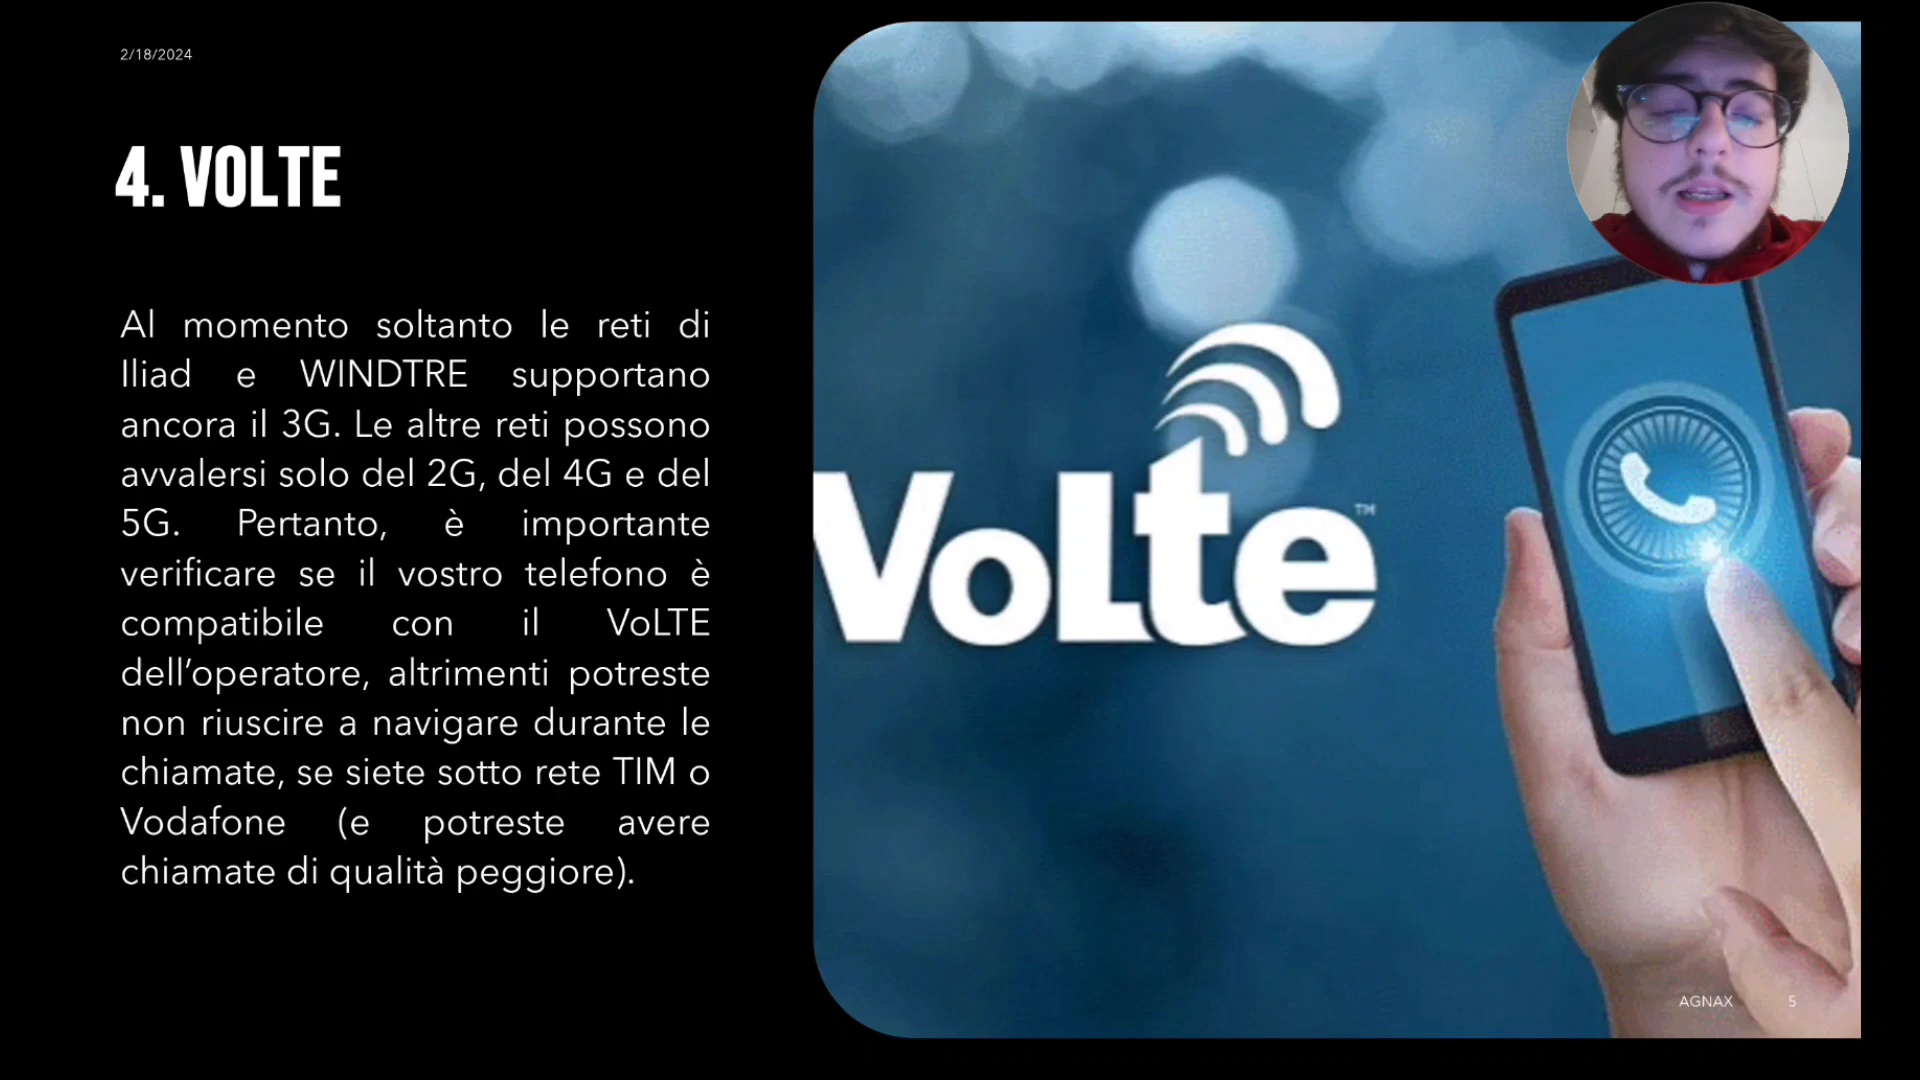 2/18/2024
4. VOLTE
Al momento soltanto le reti di
Iliad e WINDTRE supportano
ancora il 3G. Le altre reti possono
avvalersi solo del 2G, del 4G e del
5G. Pertanto, è importante
verificare se il vostro telefono è
compatibile con il VoLTE
dell’operatore, altrimenti potreste
non riuscire a navigare durante le
chiamate, se siete sotto rete TIM o
Vodafone (e potreste avere
chiamate di qualità peggiore).
VoLte™
AGNAX 5